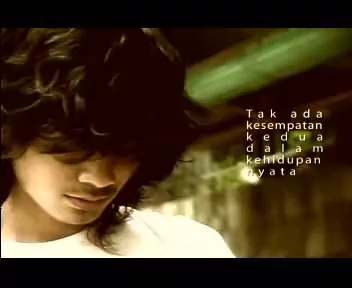 Tak ada
kesempatan
kedua
dalam
kehidupan
nyata